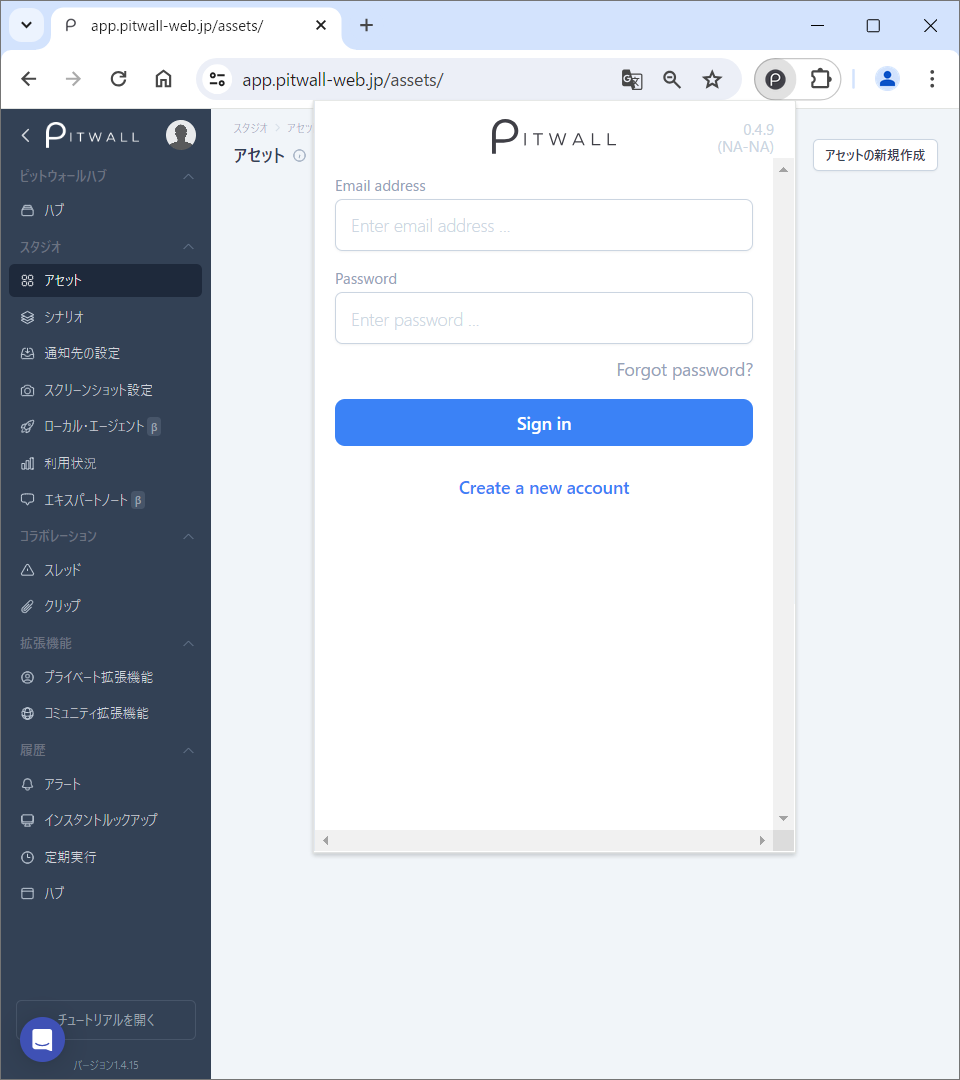 app.pitwall-web.jp/assets/
app.pitwall-web.jp/assets/
PITWALL
ピットウォールハブ
ハブ
スタジオ
アセット
シナリオ
通知先の設定
スクリーンショット設定
ローカル・エージェント β
利用状況
エキスパートノート β
コラボレーション
スレッド
クリップ
拡張機能
プライベート拡張機能
コミュニティ拡張機能
履歴
アラート
インスタントルックアップ
定期実行
ハブ
チュートリアルを開く
バージョン1.4.15
スタジオ > アセッ
アセット
アセットの新規作成
PITWALL
0.4.9
(NA-NA)
Email address
Enter email address ...
Password
Enter password ...
Forgot password?
Sign in
Create a new account